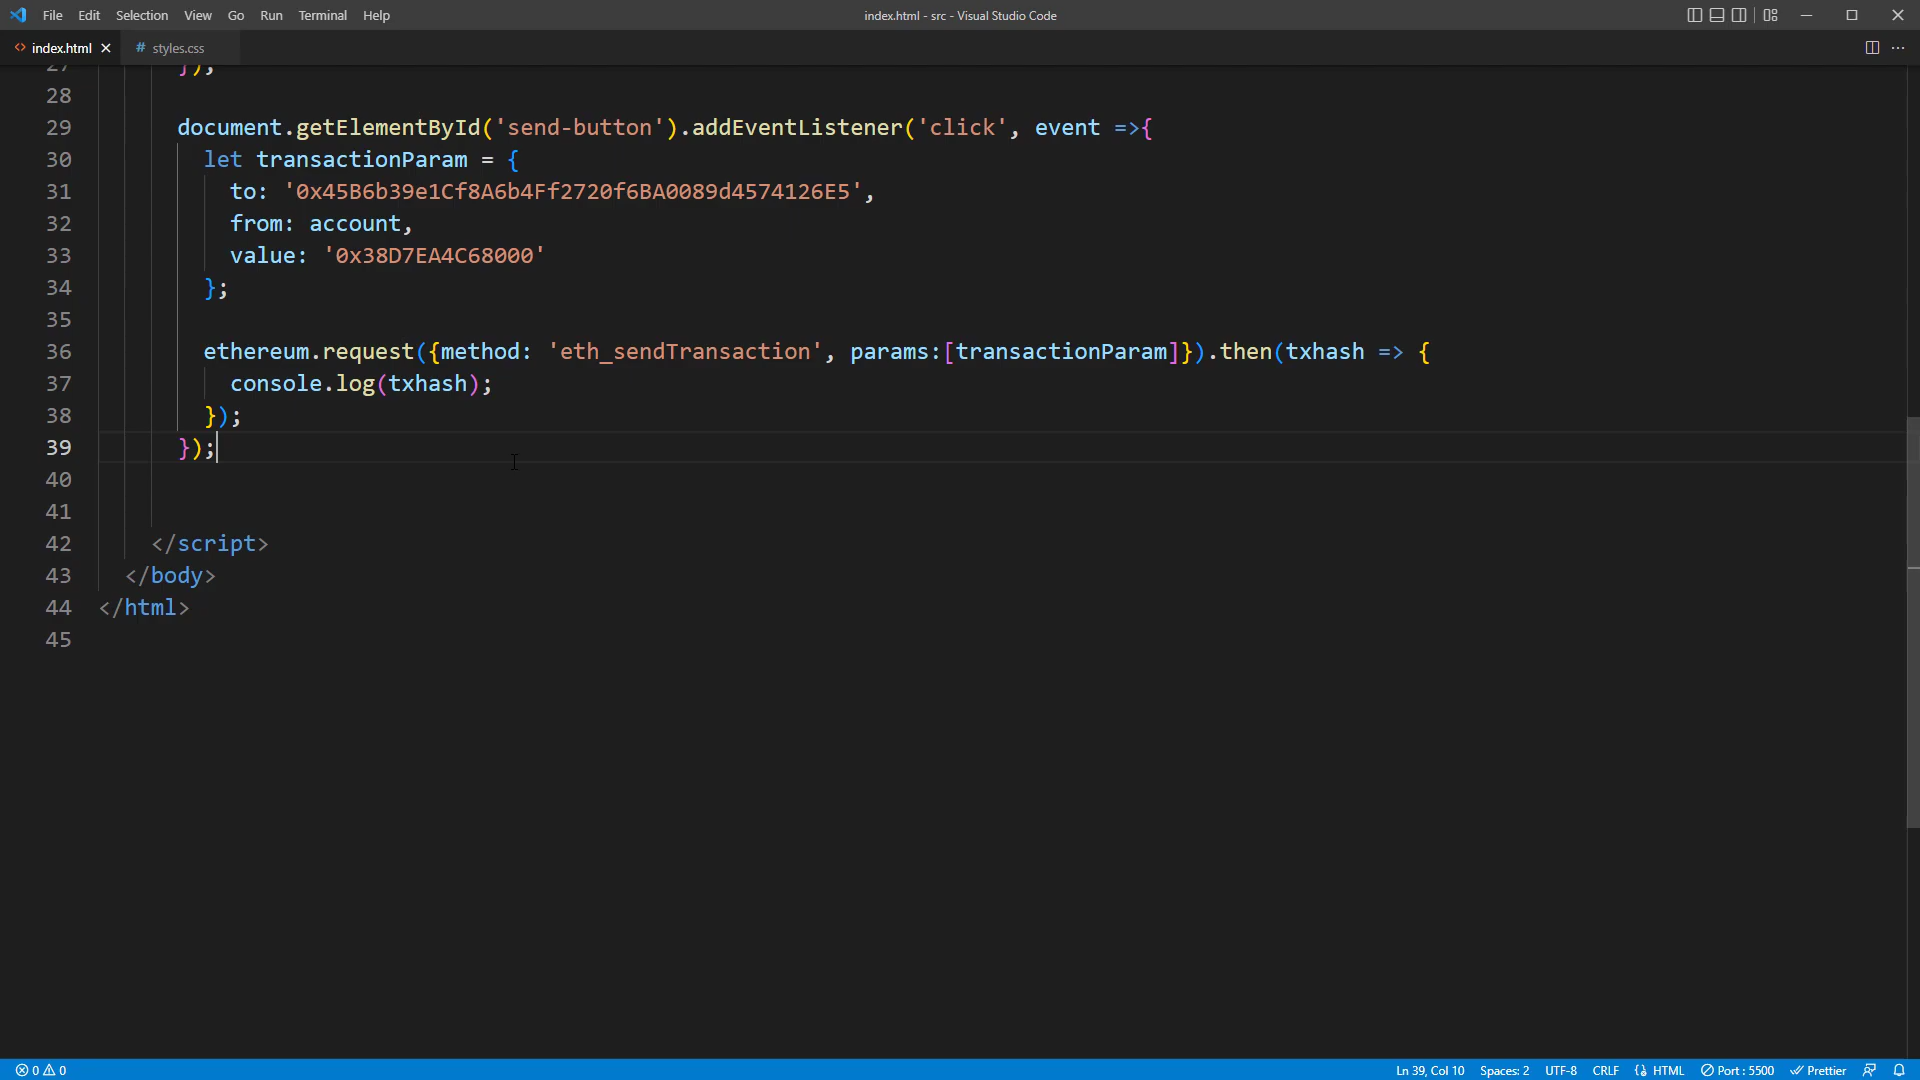 File Edit Selection View Go Run Terminal Help
index.html - src - Visual Studio Code
index.html
# styles.css
27 });
28
29 document.getElementById('send-button').addEventListener('click', event =>{
30 let transactionParam = {
31 to: '0x45B6b39e1Cf8A6b4Ff2720f6BA0089d4574126E5',
32 from: account,
33 value: '0x38D7EA4C68000'
34 };
35
36 ethereum.request({method: 'eth_sendTransaction', params:[transactionParam]}).then(txhash => {
37 console.log(txhash);
38 });
39 });
40
41
42 </script>
43 </body>
44 </html>
45
0 0
Ln 39, Col 10 Spaces: 2 UTF-8 CRLF HTML Port : 5500 Prettier